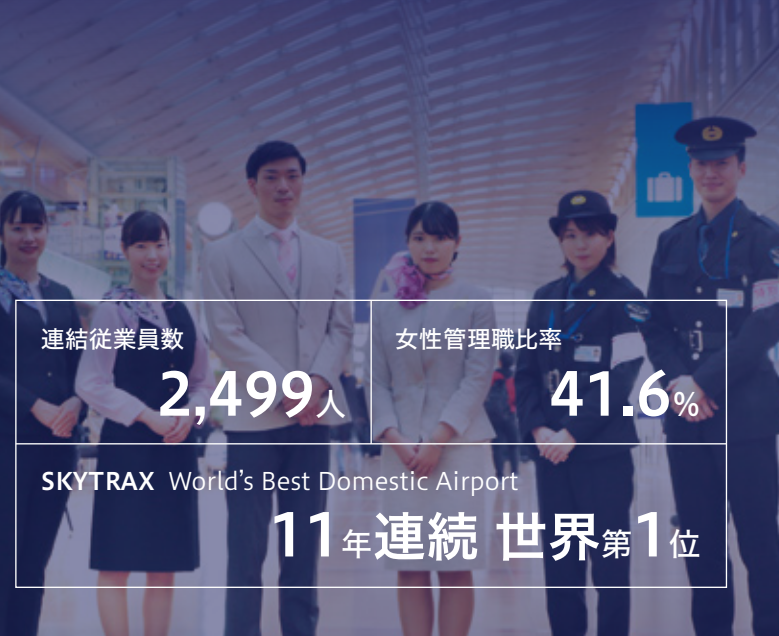 連結従業員数
2,499人
女性管理職比率
41.6%
SKYTRAX World's Best Domestic Airport
11年連続 世界第1位